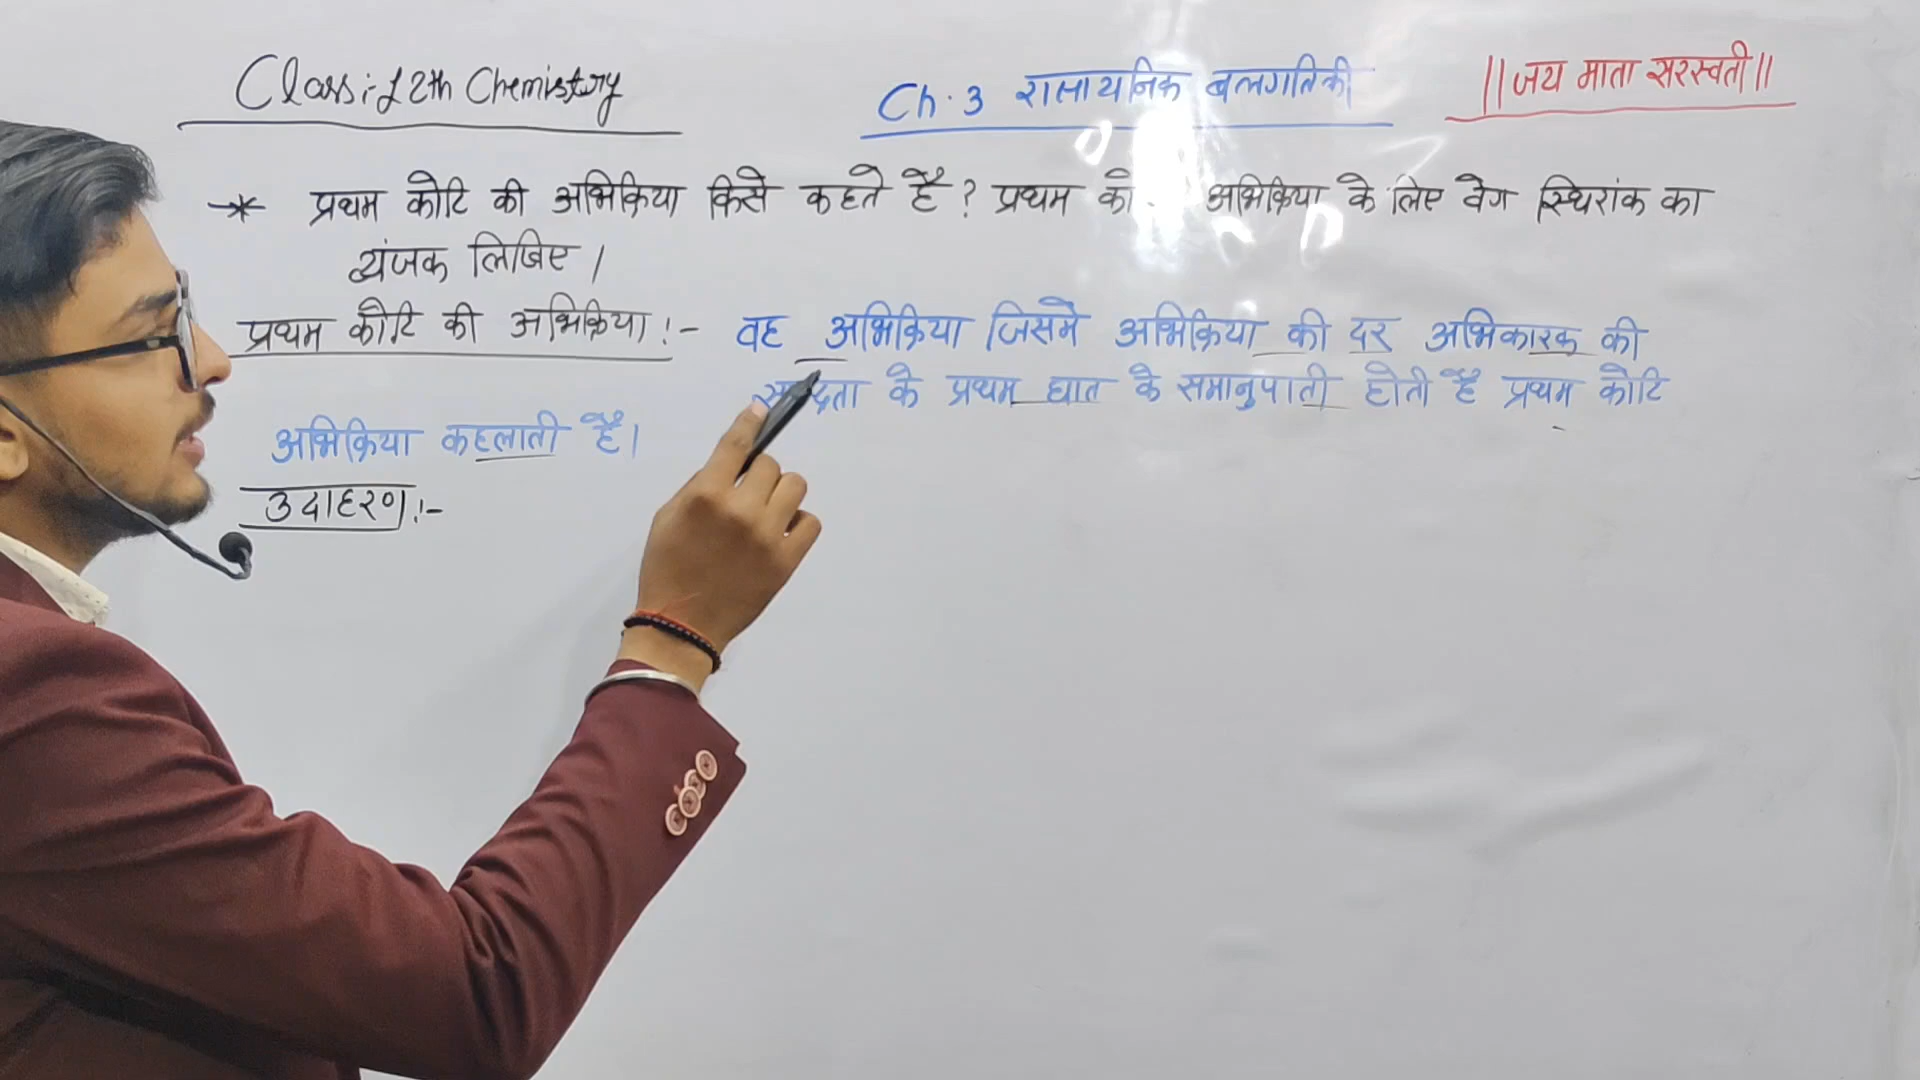 Class:-12th Chemistry
Ch.3 रासायनिक बलगतिकी
||जय माता सरस्वती||
* प्रथम कोटि की अभिक्रिया किसे कहते है? प्रथम को अभिक्रिया के लिए वेग स्थिरांक का
व्यंजक लिखिए।
प्रथम कोटि की अभिक्रिया:- वह अभिक्रिया जिसमे अभिक्रिया की दर अभिकारक की
के प्रथम घात के समानुपाती होती है प्रथम कोटि
अभिक्रिया कहलाती है।
उदाहरण:-